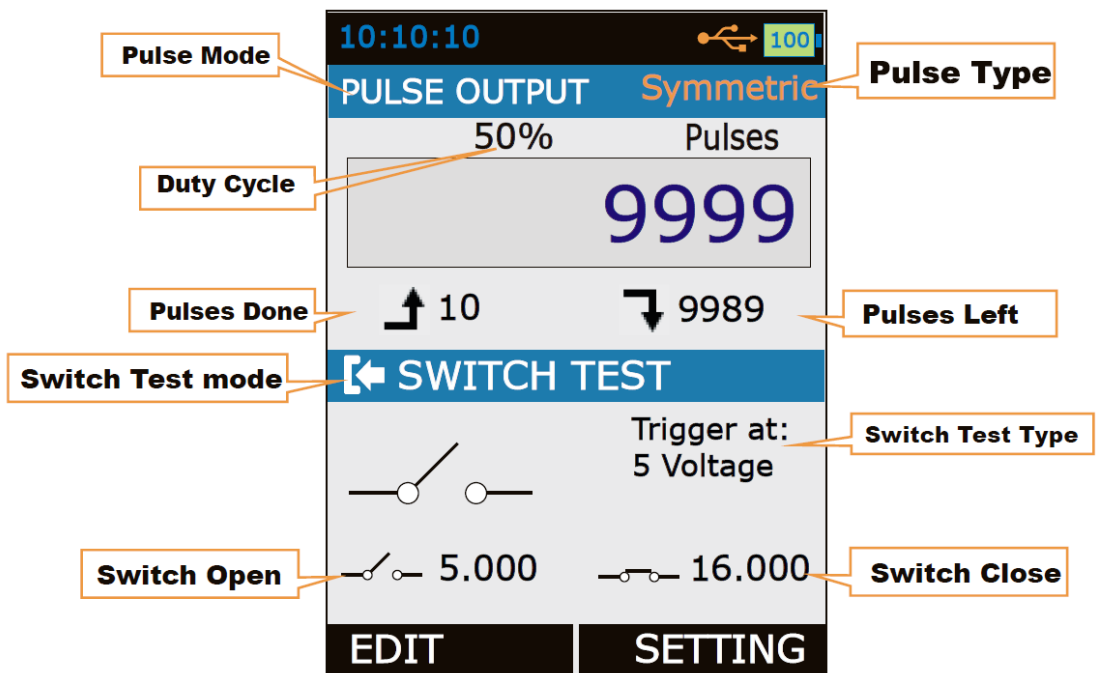 10:10:10
100
Pulse Mode
Pulse Type
PULSE OUTPUT
Symmetric
50%
Pulses
Duty Cycle
9999
Pulses Done
10
9989
Pulses Left
Switch Test mode
SWITCH TEST
Trigger at:
5 Voltage
Switch Test Type
Switch Open
5.000
16.000
Switch Close
EDIT
SETTING